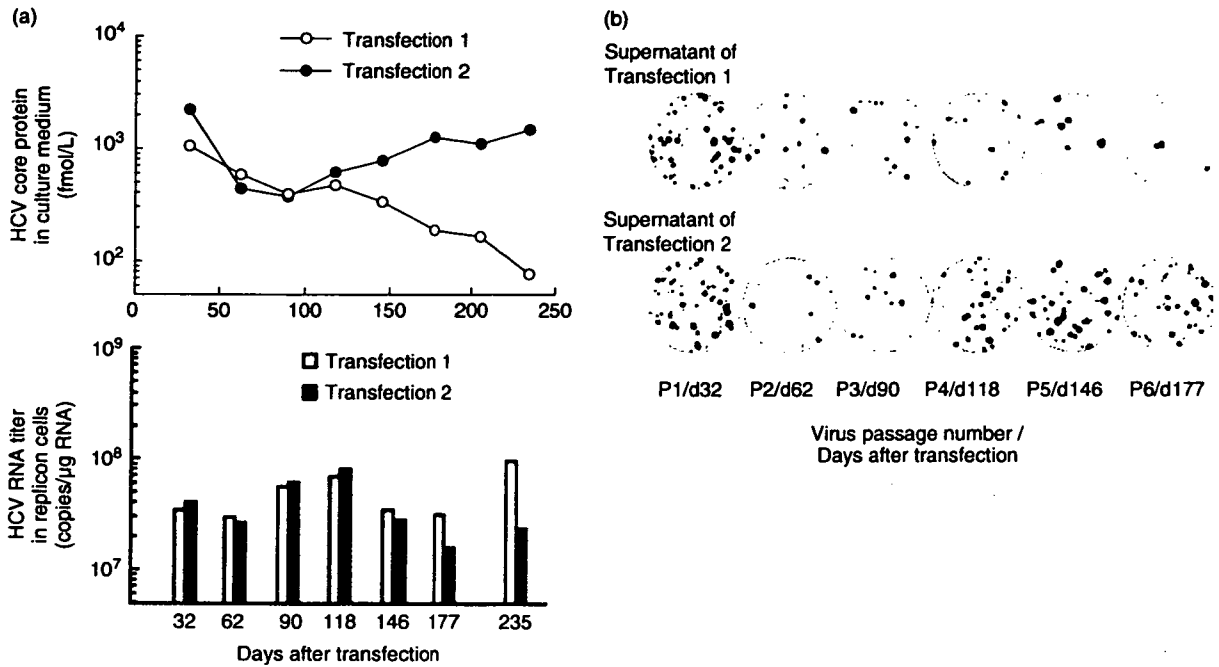 (a)
10⁴
10³
10²
HCV core protein
in culture medium
(fmol/L)
Transfection 1
Transfection 2
0 50 100 150 200 250
10⁹
10⁸
10⁷
HCV RNA titer
in replicon cells
(copies/µg RNA)
Transfection 1
Transfection 2
32 62 90 118 146 177 235
Days after transfection
(b)
Supernatant of
Transfection 1
Supernatant of
Transfection 2
P1/d32 P2/d62 P3/d90 P4/d118 P5/d146 P6/d177
Virus passage number /
Days after transfection